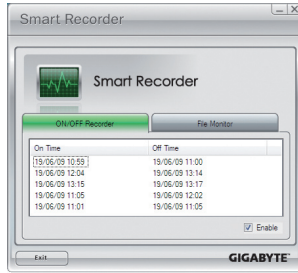 Smart Recorder
Smart Recorder
ON/OFF Recorder File Monitor
On Time Off Time
19/06/09 10:59 19/06/09 11:00
19/06/09 12:04 19/06/09 13:14
19/06/09 13:15 19/06/09 13:17
19/06/09 11:05 19/06/09 12:02
19/06/09 11:01 19/06/09 11:05
Enable
Exit GIGABYTE™